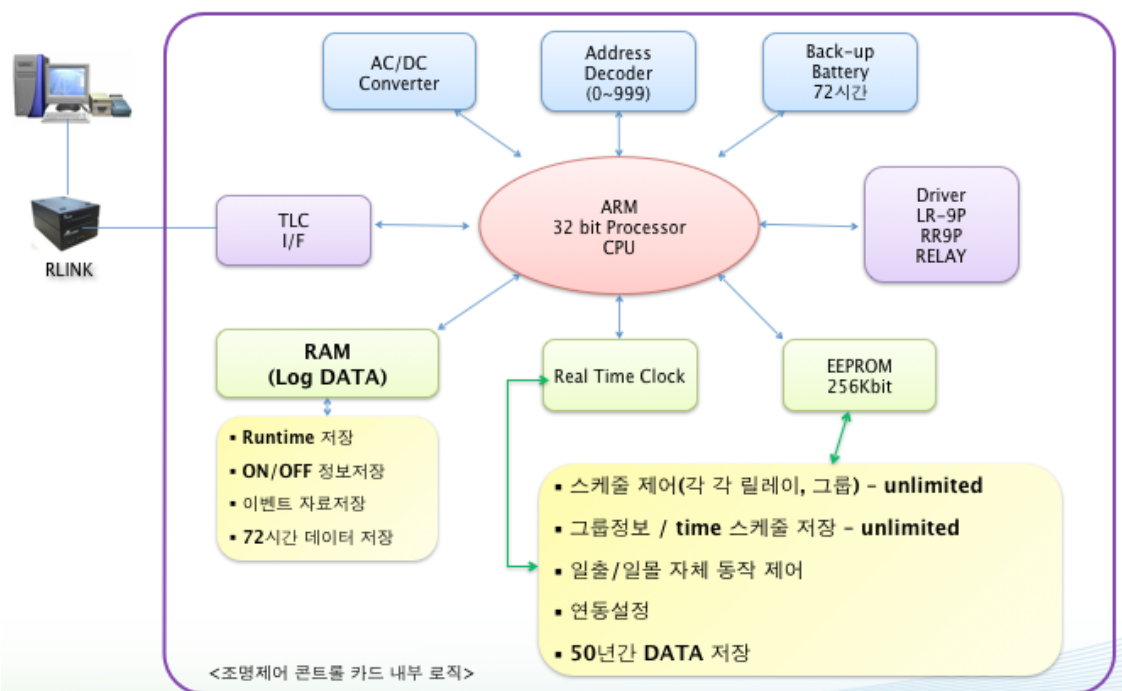 AC/DC
Converter
Address
Decoder
(0~999)
Back-up
Battery
72시간
RLINK
TLC
I/F
ARM
32 bit Processor
CPU
Driver
LR-9P
RR9P
RELAY
RAM
(Log DATA)
Real Time Clock
EEPROM
256Kbit
▪ Runtime 저장
▪ ON/OFF 정보저장
▪ 이벤트 자료저장
▪ 72시간 데이터 저장
▪ 스케줄 제어(각 각 릴레이, 그룹) – unlimited
▪ 그룹정보 / time 스케줄 저장 – unlimited
▪ 일출/일몰 자체 동작 제어
▪ 연동설정
▪ 50년간 DATA 저장
<조명제어 콘트롤 카드 내부 로직>